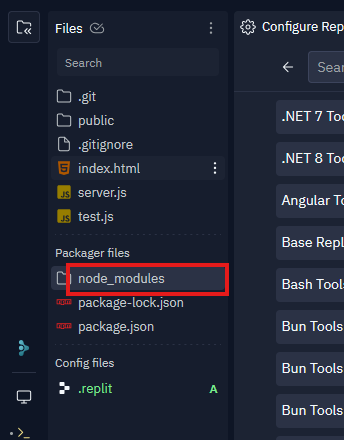 Files
Configure Rep
Search
Sear
.git
public
.gitignore
index.html
server.js
test.js
Packager files
node_modules
package-lock.json
package.json
Config files
.replit
A
.NET 7 Too
.NET 8 Too
Angular To
Base Repl
Bash Tools
Bun Tools
Bun Tools
Bun Tools